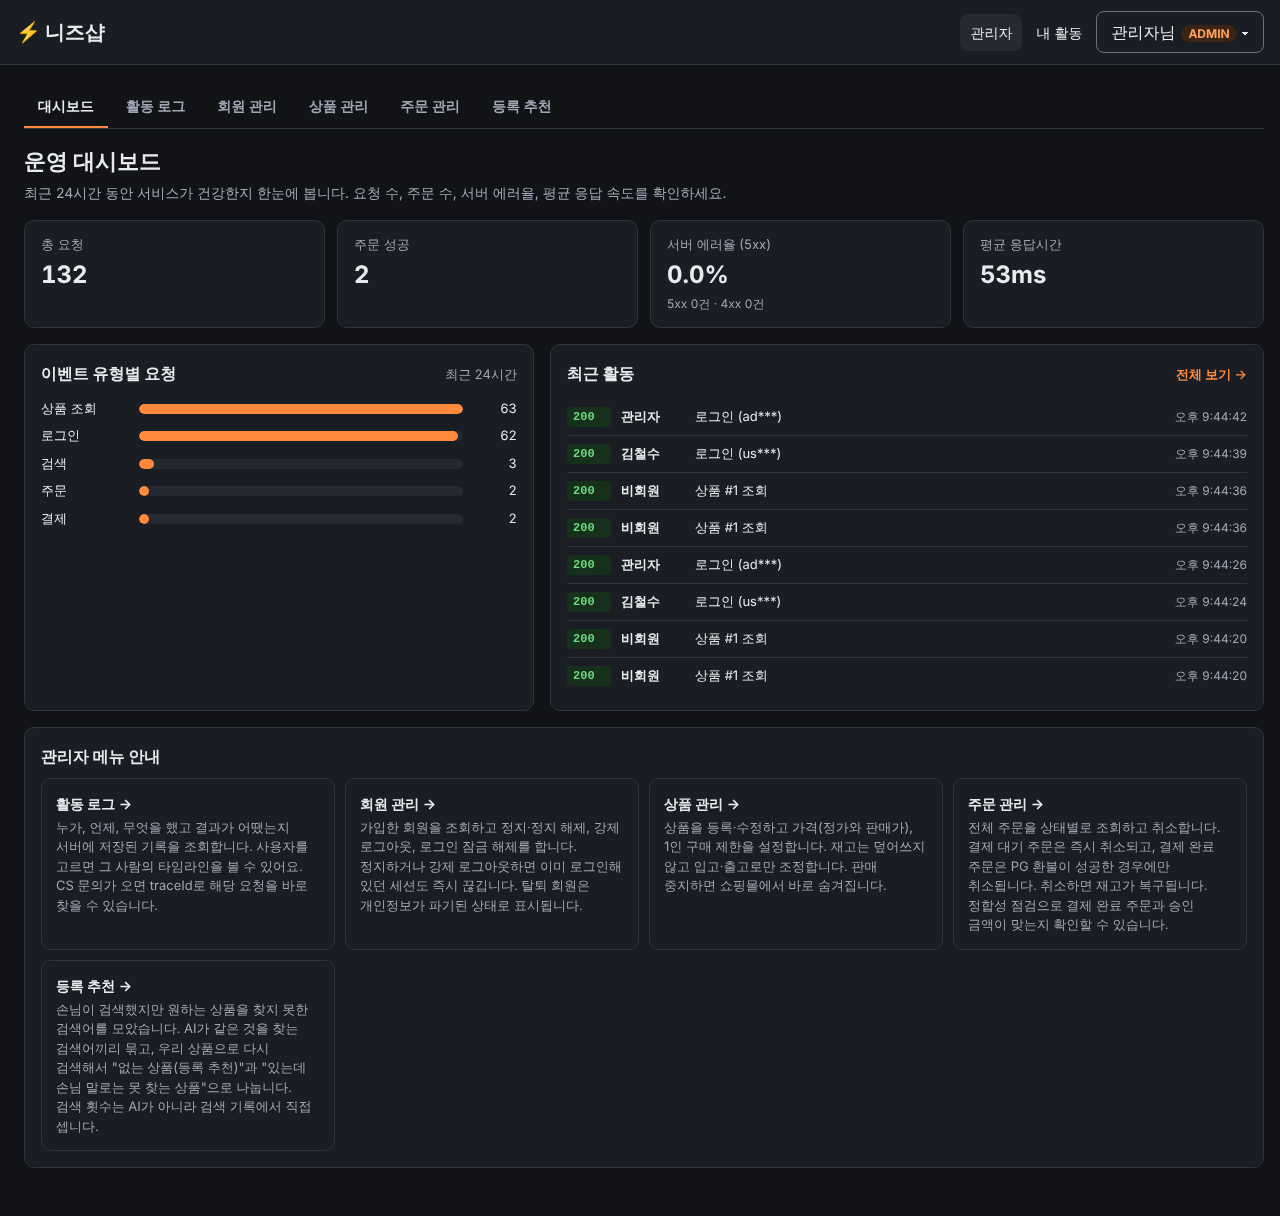 ⚡ 니즈샵
관리자
내 활동
관리자님 ADMIN
대시보드
활동 로그
회원 관리
상품 관리
주문 관리
등록 추천
운영 대시보드
최근 24시간 동안 서비스가 건강한지 한눈에 봅니다. 요청 수, 주문 수, 서버 에러율, 평균 응답 속도를 확인하세요.
총 요청
132
주문 성공
2
서버 에러율 (5xx)
0.0%
5xx 0건 · 4xx 0건
평균 응답시간
53ms
이벤트 유형별 요청 최근 24시간
상품 조회 63
로그인 62
검색 3
주문 2
결제 2
최근 활동 전체 보기 →
200 관리자 로그인 (ad***) 오후 9:44:42
200 김철수 로그인 (us***) 오후 9:44:39
200 비회원 상품 #1 조회 오후 9:44:36
200 비회원 상품 #1 조회 오후 9:44:36
200 관리자 로그인 (ad***) 오후 9:44:26
200 김철수 로그인 (us***) 오후 9:44:24
200 비회원 상품 #1 조회 오후 9:44:20
200 비회원 상품 #1 조회 오후 9:44:20
관리자 메뉴 안내
활동 로그 →
누가, 언제, 무엇을 했고 결과가 어땠는지
서버에 저장된 기록을 조회합니다. 사용자를
고르면 그 사람의 타임라인을 볼 수 있어요.
CS 문의가 오면 traceId로 해당 요청을 바로
찾을 수 있습니다.
회원 관리 →
가입한 회원을 조회하고 정지·정지 해제, 강제
로그아웃, 로그인 잠금 해제를 합니다.
정지하거나 강제 로그아웃하면 이미 로그인해
있던 세션도 즉시 끊깁니다. 탈퇴 회원은
개인정보가 파기된 상태로 표시됩니다.
상품 관리 →
상품을 등록·수정하고 가격(정가와 판매가),
1인 구매 제한을 설정합니다. 재고는 덮어쓰지
않고 입고·출고로만 조정합니다. 판매
중지하면 쇼핑몰에서 바로 숨겨집니다.
주문 관리 →
전체 주문을 상태별로 조회하고 취소합니다.
결제 대기 주문은 즉시 취소되고, 결제 완료
주문은 PG 환불이 성공한 경우에만
취소됩니다. 취소하면 재고가 복구됩니다.
정합성 점검으로 결제 완료 주문과 승인
금액이 맞는지 확인할 수 있습니다.
등록 추천 →
손님이 검색했지만 원하는 상품을 찾지 못한
검색어를 모았습니다. AI가 같은 것을 찾는
검색어끼리 묶고, 우리 상품으로 다시
검색해서 "없는 상품(등록 추천)"과 "있는데
손님 말로는 못 찾는 상품"으로 나눕니다.
검색 횟수는 AI가 아니라 검색 기록에서 직접
셉니다.